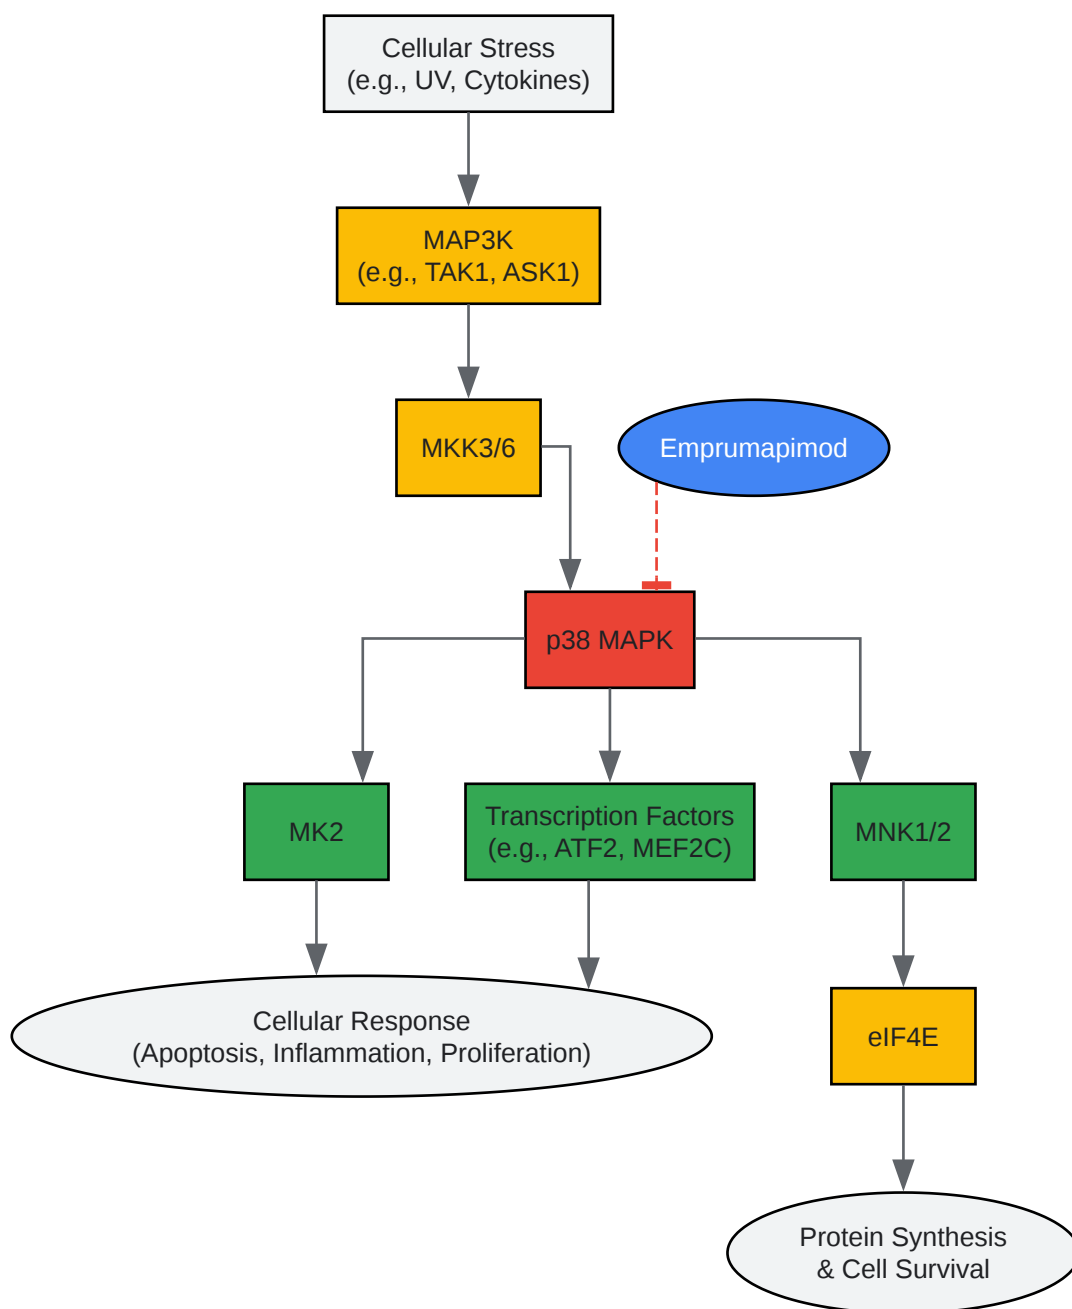 Cellular Stress
(e.g., UV, Cytokines)
MAP3K
(e.g., TAK1, ASK1)
MKK3/6
Emprumapimod
p38 MAPK
MK2
Transcription Factors
(e.g., ATF2, MEF2C)
MNK1/2
Cellular Response
(Apoptosis, Inflammation, Proliferation)
eIF4E
Protein Synthesis
& Cell Survival